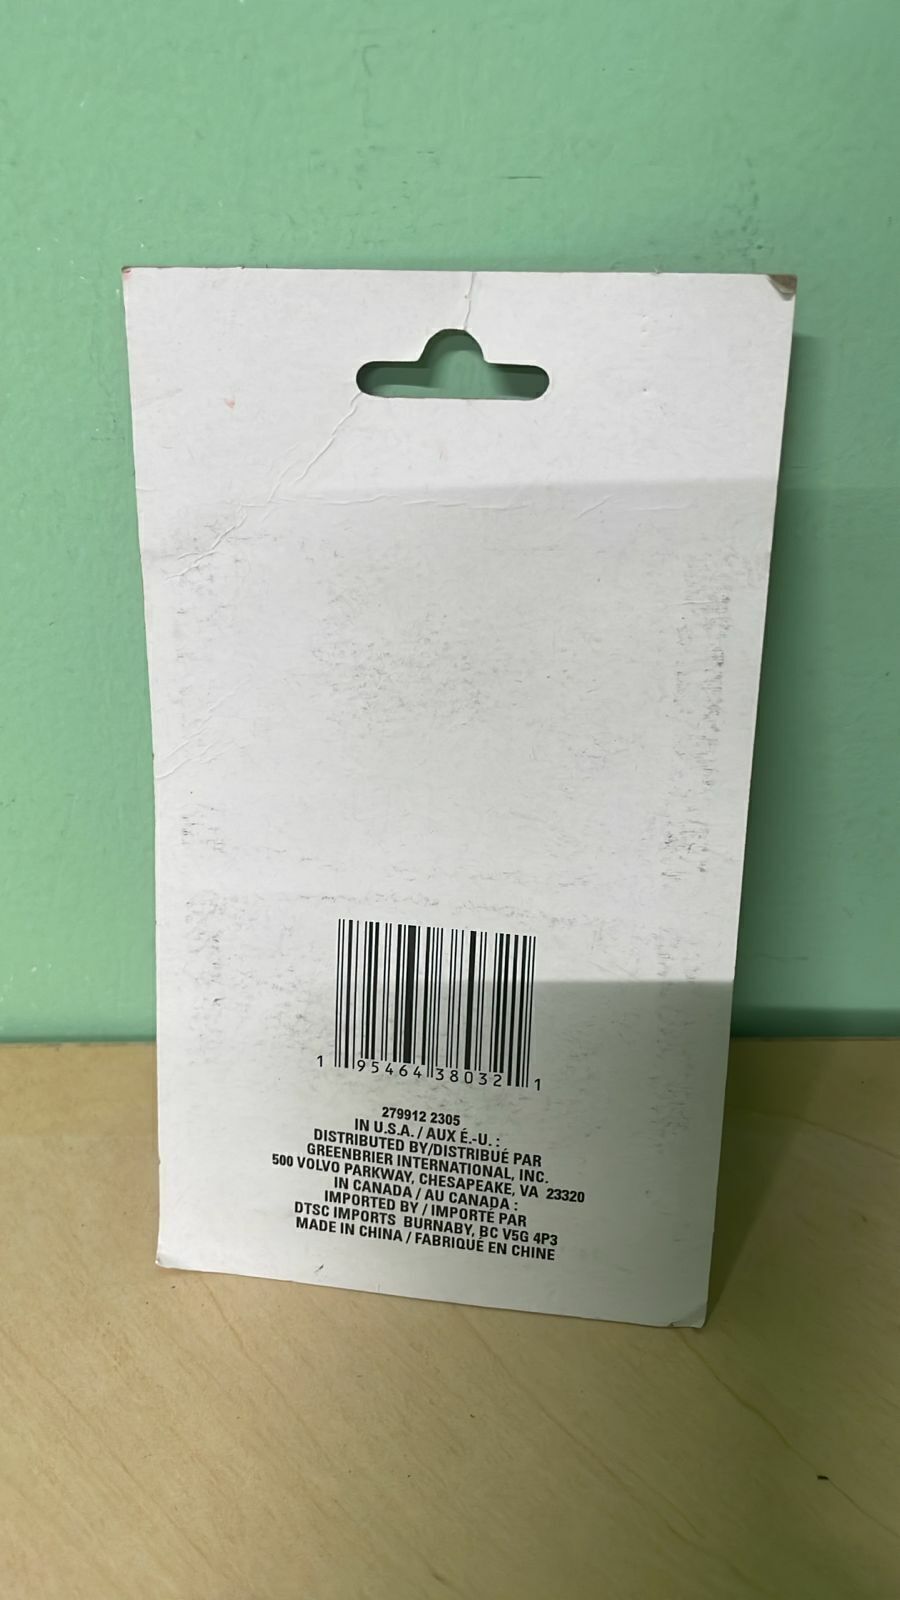 1 95464 38032 1
279912 2305
IN U.S.A. / AUX É.-U. :
DISTRIBUTED BY/DISTRIBUÉ PAR
GREENBRIER INTERNATIONAL, INC.
500 VOLVO PARKWAY, CHESAPEAKE, VA 23320
IN CANADA / AU CANADA :
IMPORTED BY / IMPORTÉ PAR
DTSC IMPORTS BURNABY, BC V5G 4P3
MADE IN CHINA / FABRIQUÉ EN CHINE